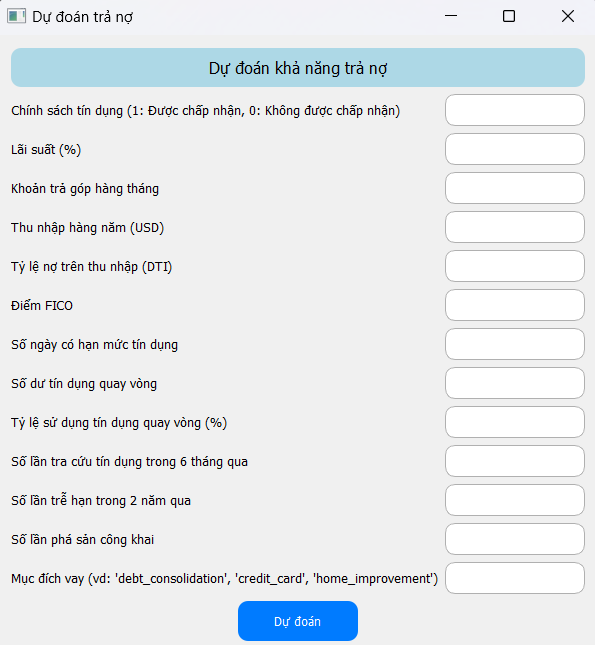 Dự đoán trả nợ
Dự đoán khả năng trả nợ
Chính sách tín dụng (1: Được chấp nhận, 0: Không được chấp nhận)
Lãi suất (%)
Khoản trả góp hàng tháng
Thu nhập hàng năm (USD)
Tỷ lệ nợ trên thu nhập (DTI)
Điểm FICO
Số ngày có hạn mức tín dụng
Số dư tín dụng quay vòng
Tỷ lệ sử dụng tín dụng quay vòng (%)
Số lần tra cứu tín dụng trong 6 tháng qua
Số lần trễ hạn trong 2 năm qua
Số lần phá sản công khai
Mục đích vay (vd: 'debt_consolidation', 'credit_card', 'home_improvement')
Dự đoán